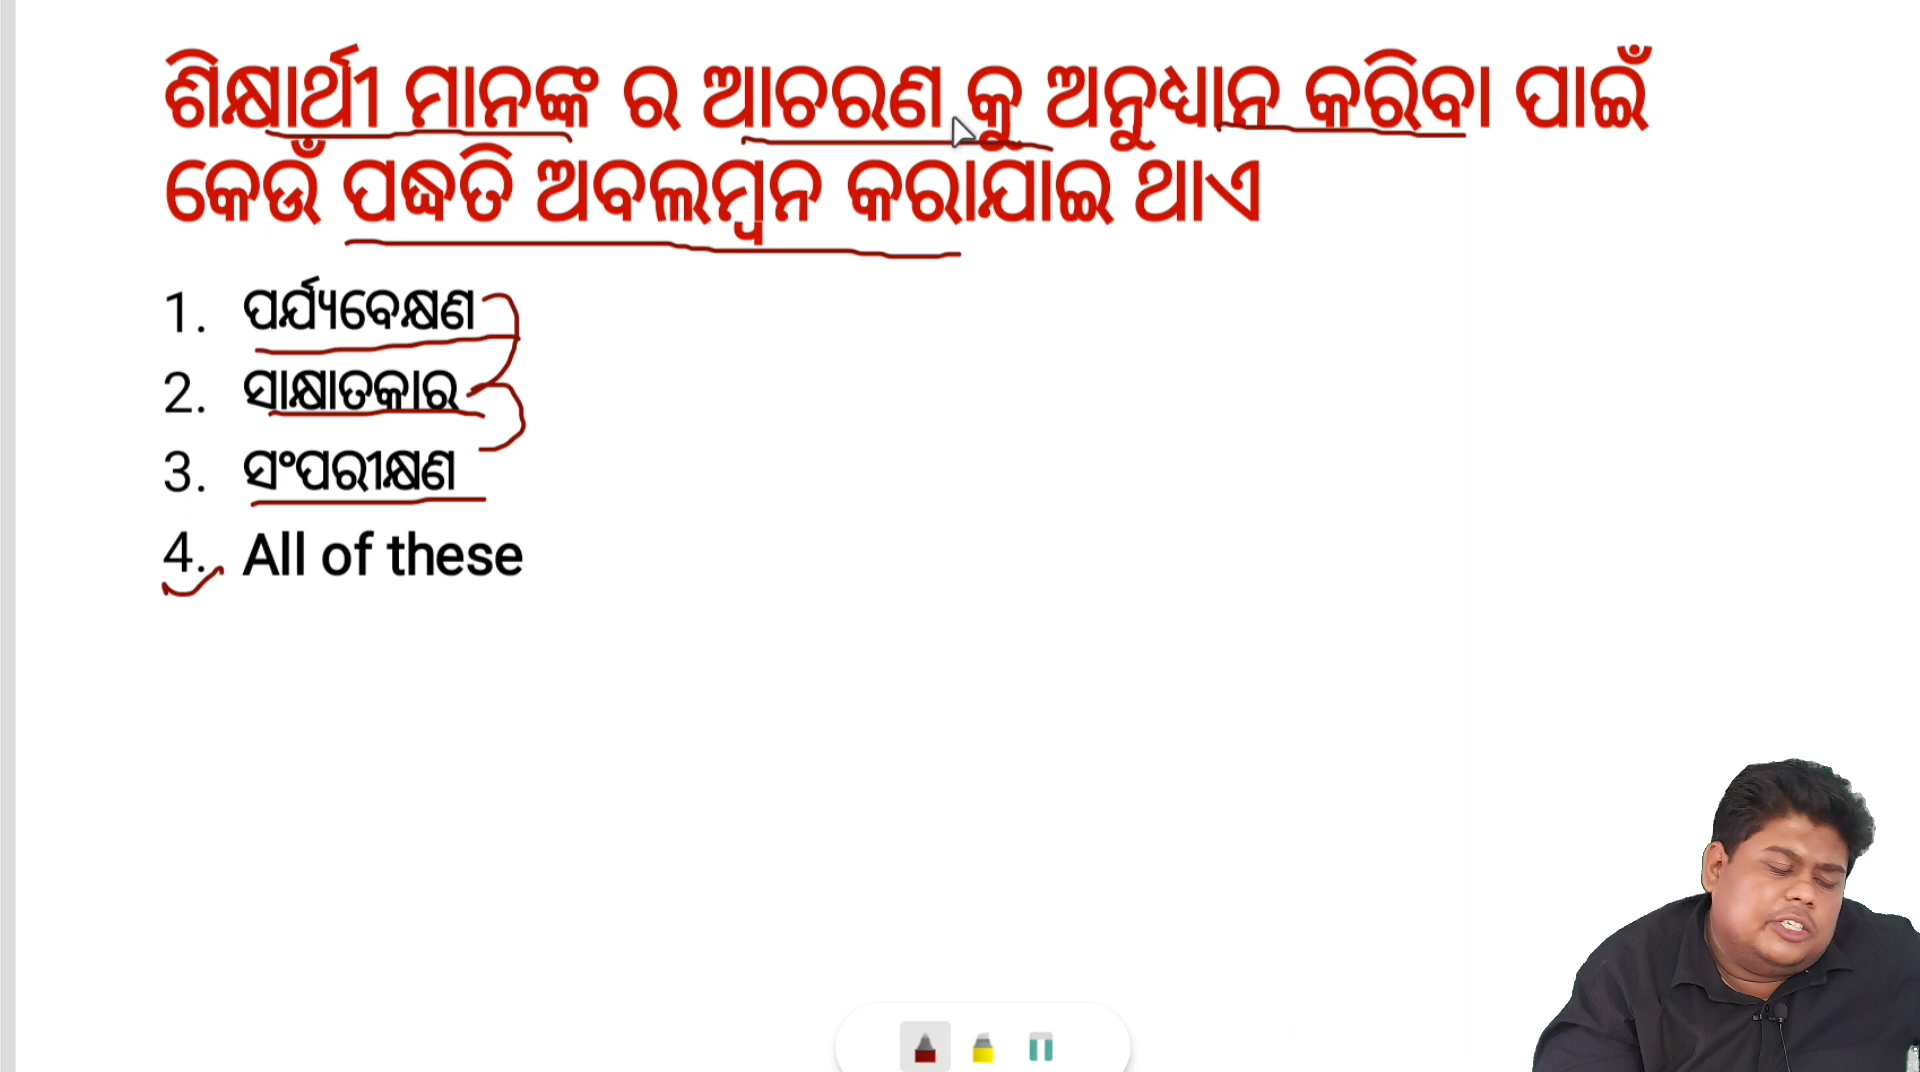 ଶିକ୍ଷାର୍ଥୀ ମାନଙ୍କ ର ଆଚରଣ କୁ ଅନୁଧ୍ୟାନ କରିବା ପାଇଁ
କେଉଁ ପଦ୍ଧତି ଅବଲମ୍ବନ କରାଯାଇ ଥାଏ
1. ପର୍ଯ୍ୟବେକ୍ଷଣ
2. ସାକ୍ଷାତକାର
3. ସଂପରୀକ୍ଷଣ
4. All of these